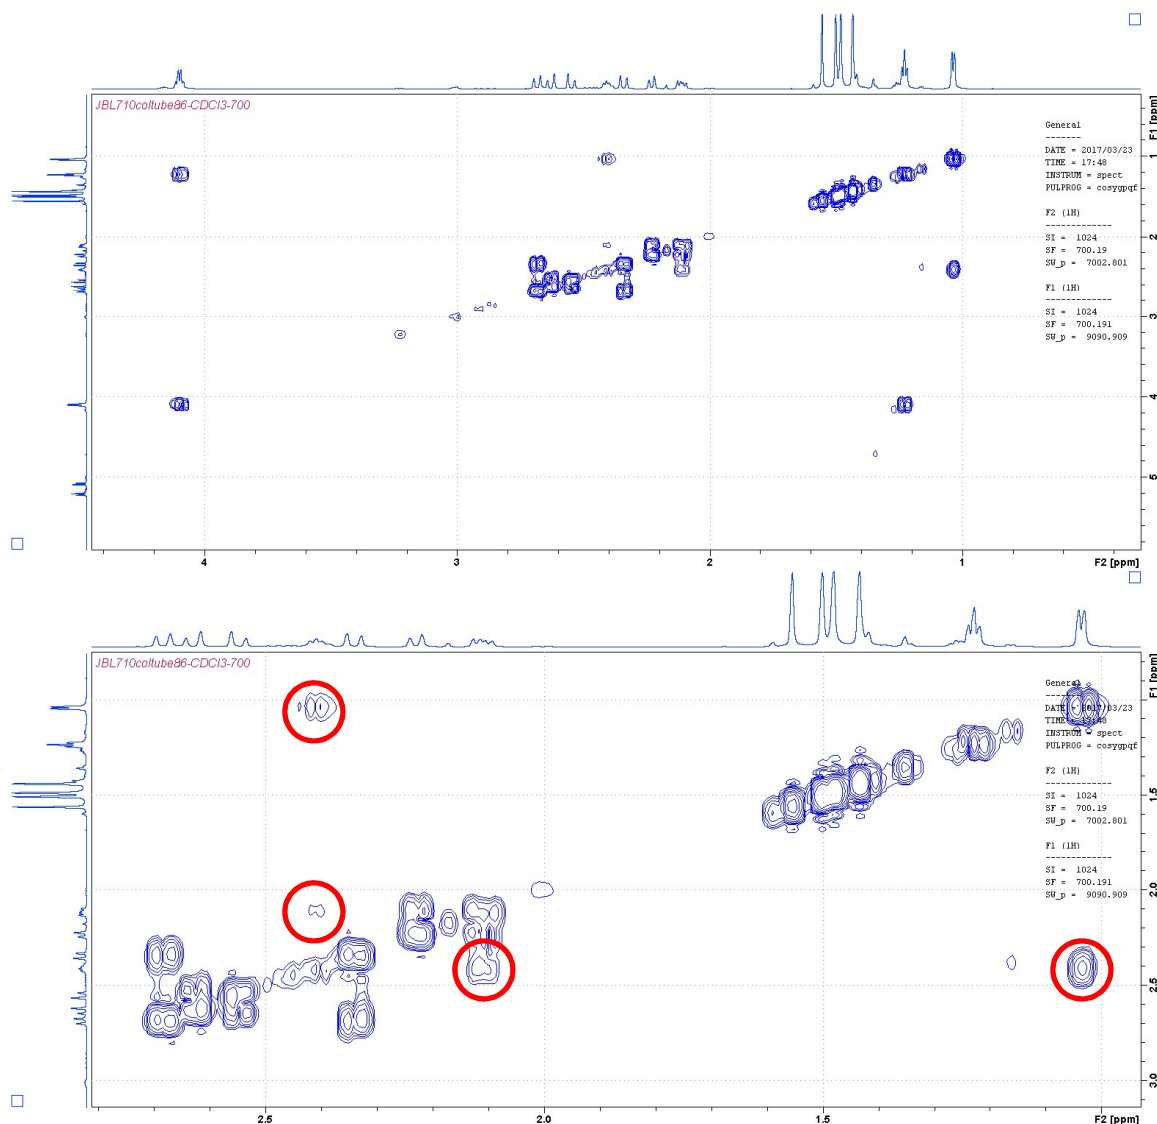 JBL710coltube86-CDCl3-700
F1 [ppm]
General
-------
DATE = 2017/03/23
TIME = 17:48
INSTRUM = spect
PULPROG = cosygpqf
F2 (1H)
-------------
SI = 1024
SF = 700.19
SW_p = 7002.801
F1 (1H)
-------------
SI = 1024
SF = 700.191
SW_p = 9090.909
1
2
3
4
5
4 3 2 1 F2 [ppm]
JBL710coltube86-CDCl3-700
F1 [ppm]
General
DATE = 2017/03/23
TIME = 17:48
INSTRUM = spect
PULPROG = cosygpqf
F2 (1H)
-------------
SI = 1024
SF = 700.19
SW_p = 7002.801
F1 (1H)
-------------
SI = 1024
SF = 700.191
SW_p = 9090.909
1.5
2.0
2.5
3.0
2.5 2.0 1.5 F2 [ppm]